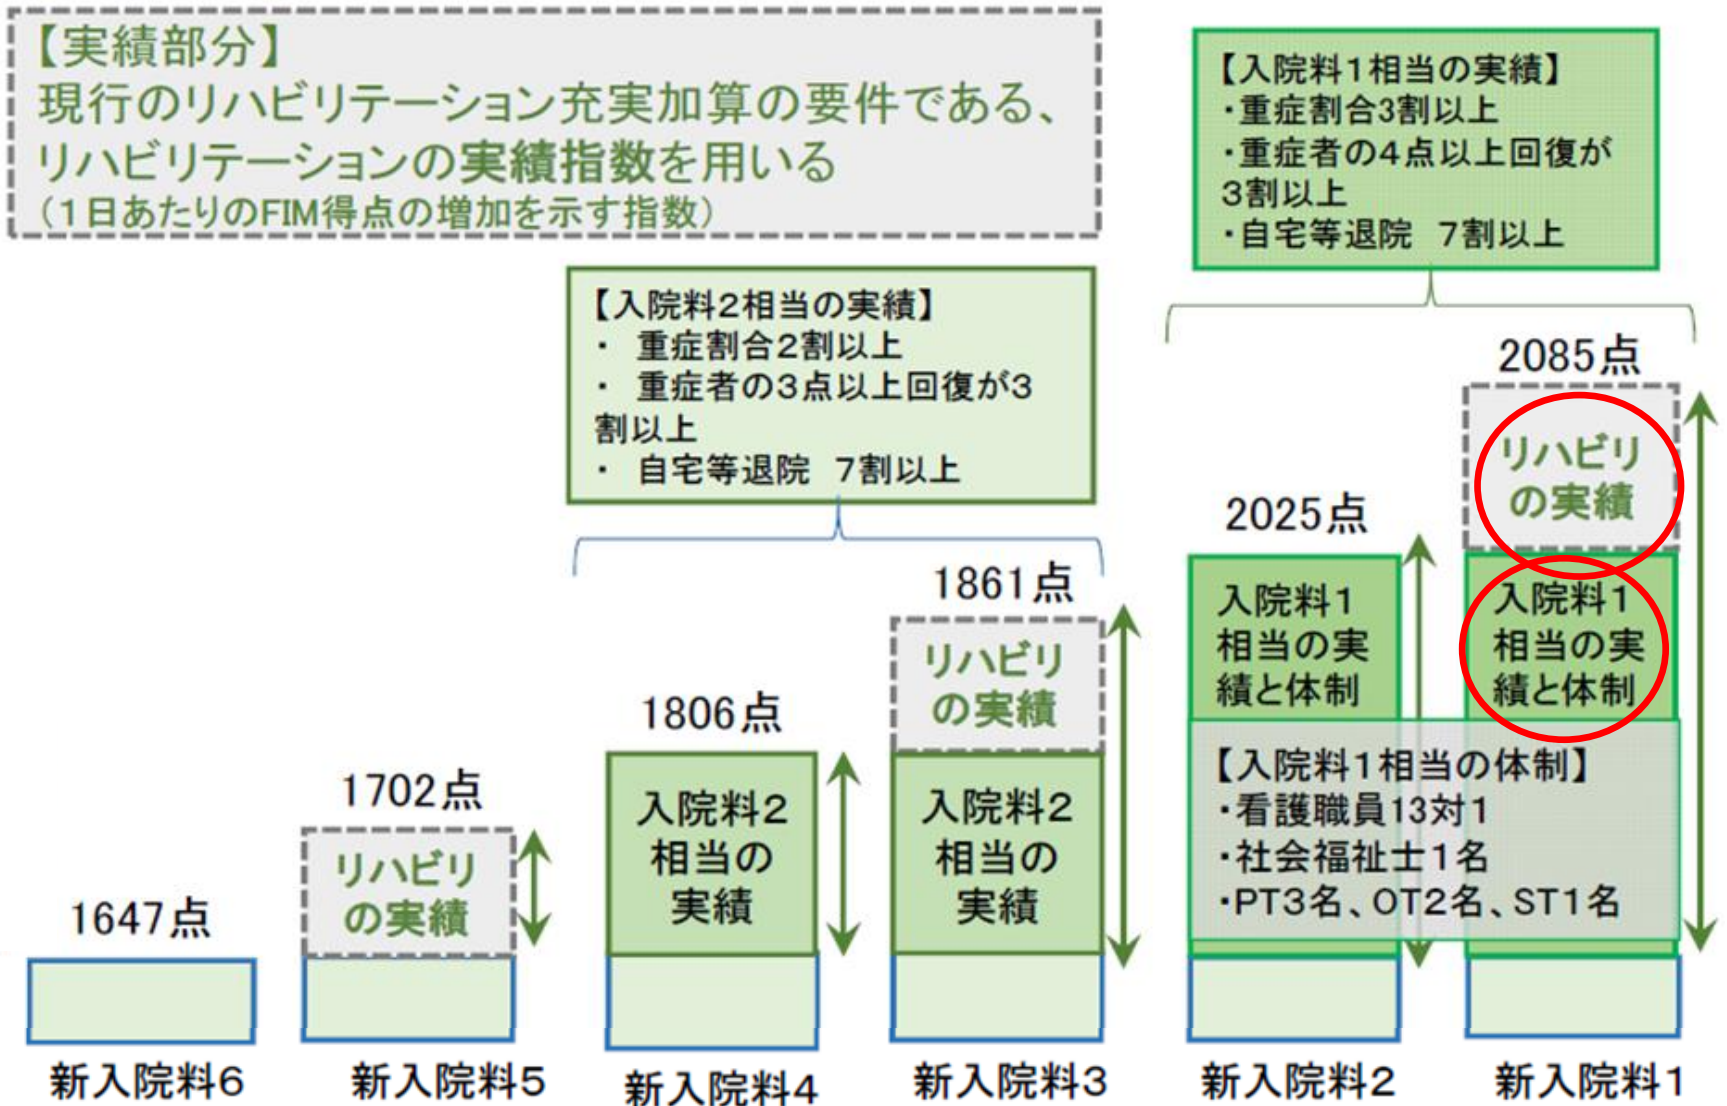 【実績部分】
現行のリハビリテーション充実加算の要件である、
リハビリテーションの実績指数を用いる
（１日あたりのFIM得点の増加を示す指数）
【入院料１相当の実績】
・重症割合3割以上
・重症者の４点以上回復が
３割以上
・自宅等退院　７割以上
【入院料２相当の実績】
・　重症割合２割以上
・　重症者の３点以上回復が３
割以上
・　自宅等退院　７割以上
2085点
リハビリ
の実績
入院料１
相当の実
績と体制
2025点
入院料１
相当の実
績と体制
【入院料１相当の体制】
・看護職員13対１
・社会福祉士１名
・PT３名、OT２名、ST１名
1861点
リハビリ
の実績
入院料２
相当の
実績
1806点
入院料２
相当の
実績
1702点
リハビリ
の実績
1647点
新入院料６
新入院料５
新入院料４
新入院料３
新入院料２
新入院料１